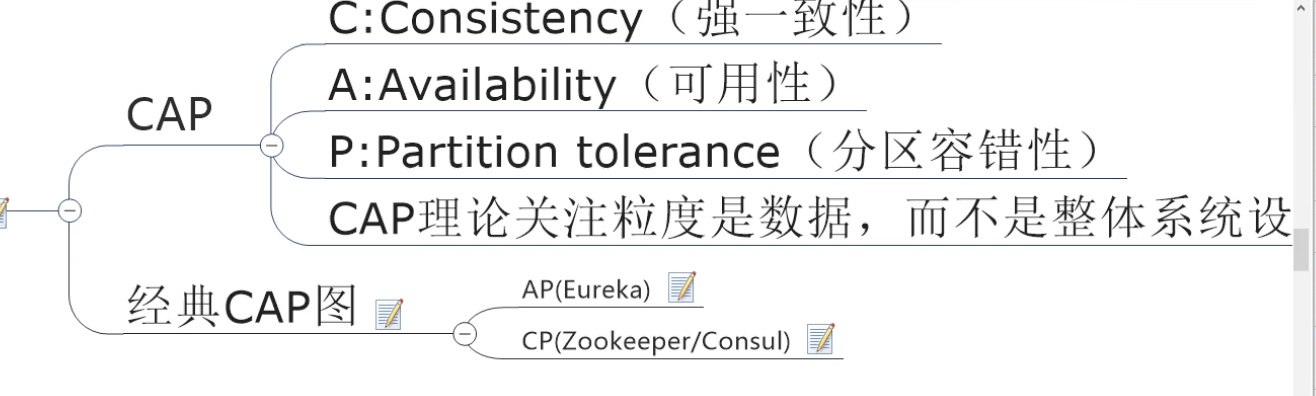 C:Consistency（强一致性）
A:Availability（可用性）
CAP
P:Partition tolerance（分区容错性）
CAP理论关注粒度是数据，而不是整体系统设
经典CAP图
AP(Eureka)
CP(Zookeeper/Consul)